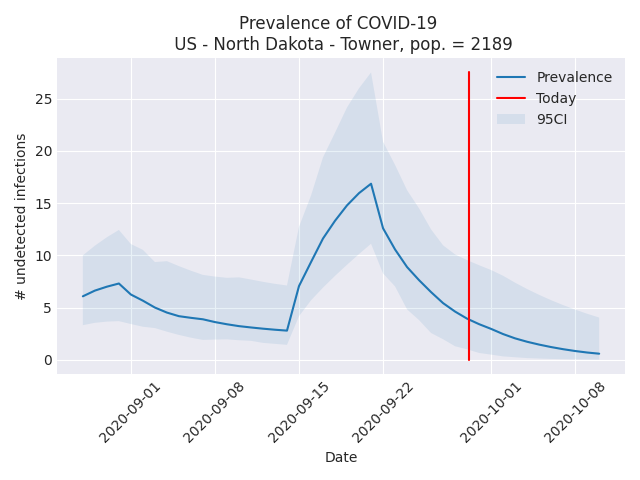 Prevalence of COVID-19
US - North Dakota - Towner, pop. = 2189
Prevalence
Today
95CI
# undetected infections
25
20
15
10
5
0
2020-09-01
2020-09-08
2020-09-15
2020-09-22
2020-10-01
2020-10-08
Date